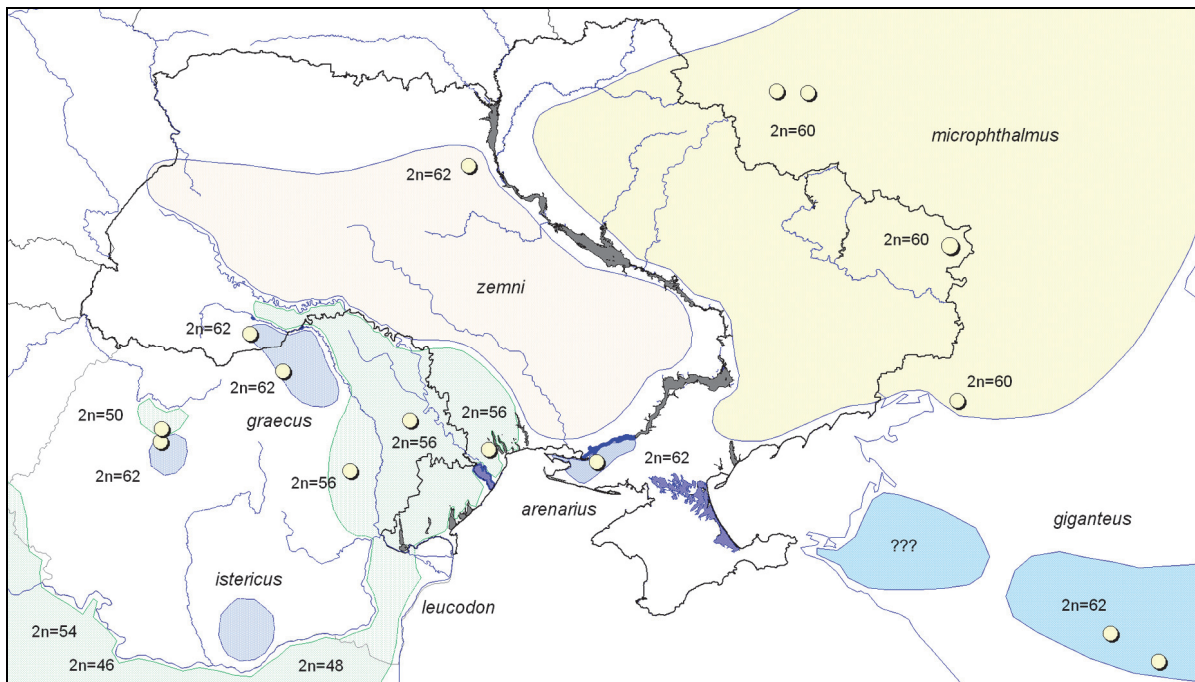 2n=60
microphthalmus
2n=62
2n=60
zemni
2n=62
2n=62
2n=60
2n=50
graecus
2n=56
2n=56
2n=62
2n=56
2n=62
arenarius
giganteus
???
istericus
leucodon
2n=62
2n=54
2n=46
2n=48